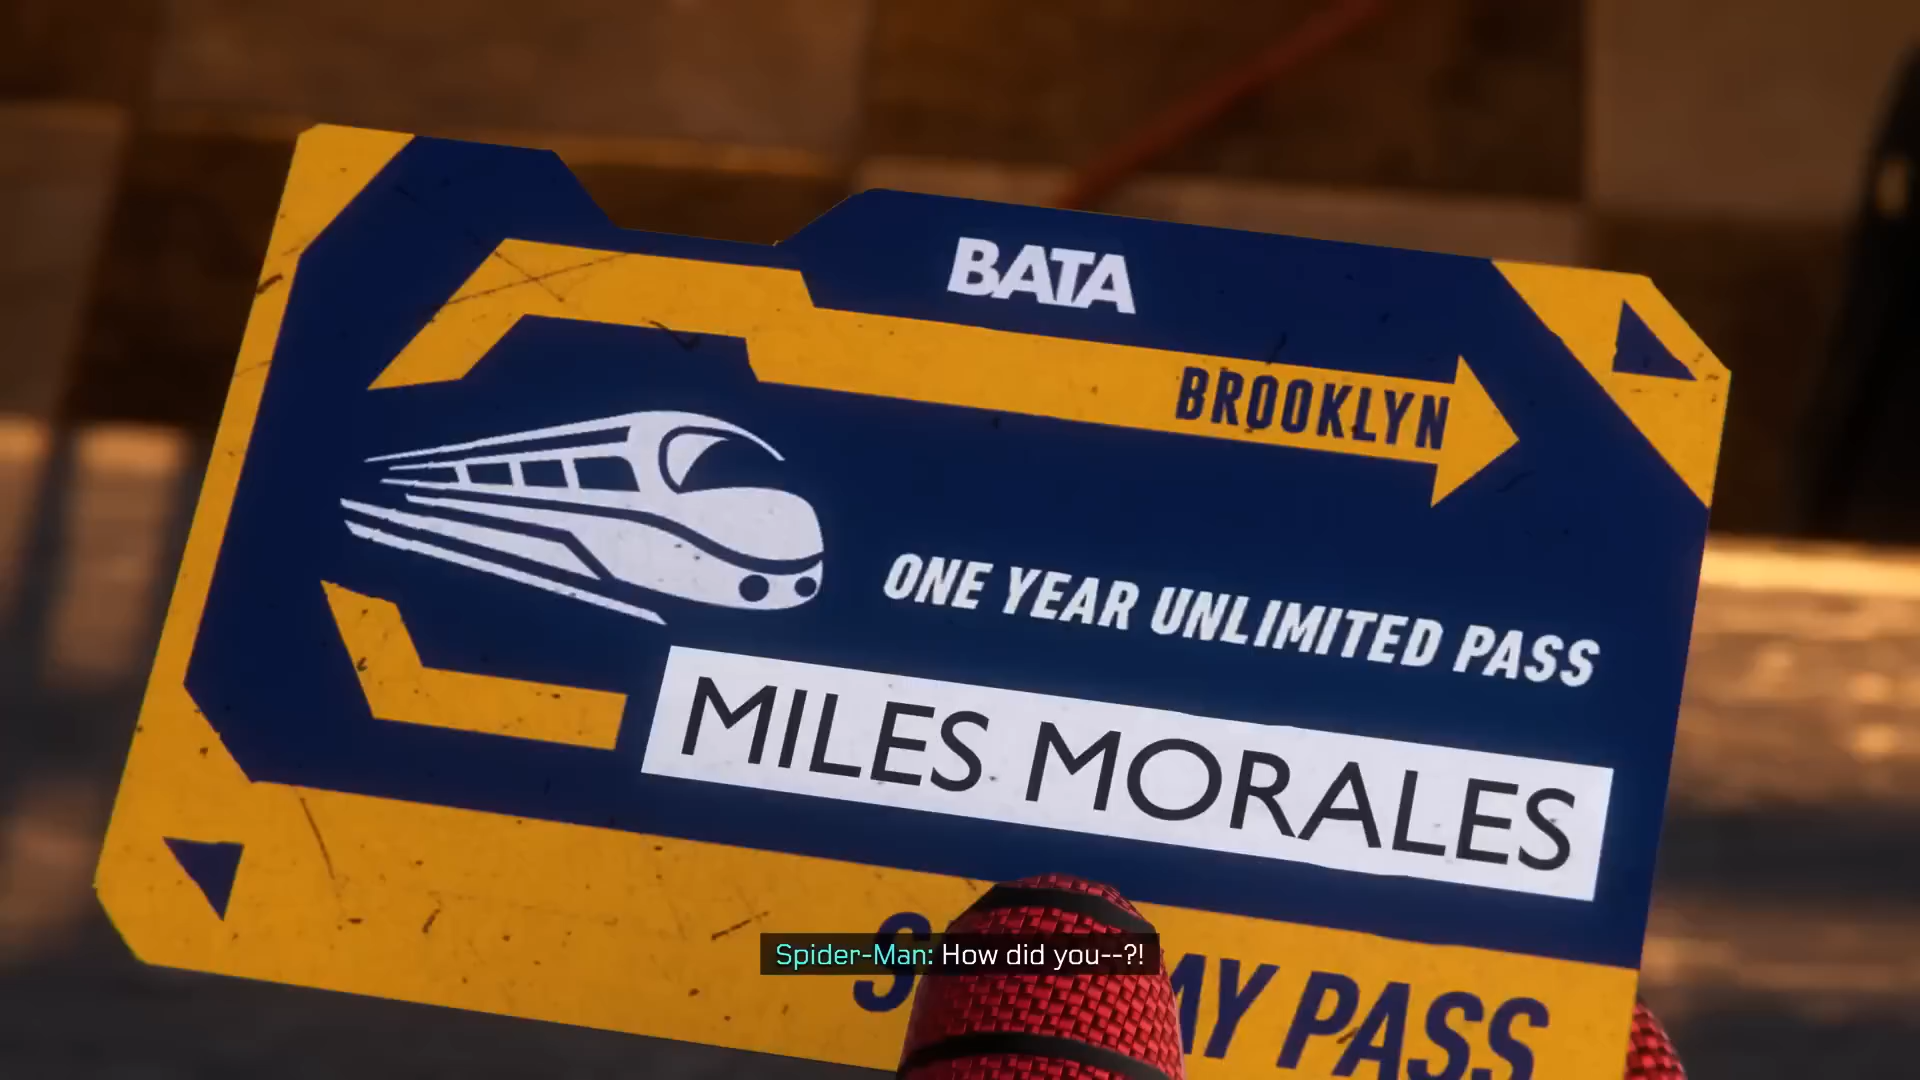 BATA
BROOKLYN
ONE YEAR UNLIMITED PASS
MILES MORALES
Spider-Man: How did you--?!
PASS